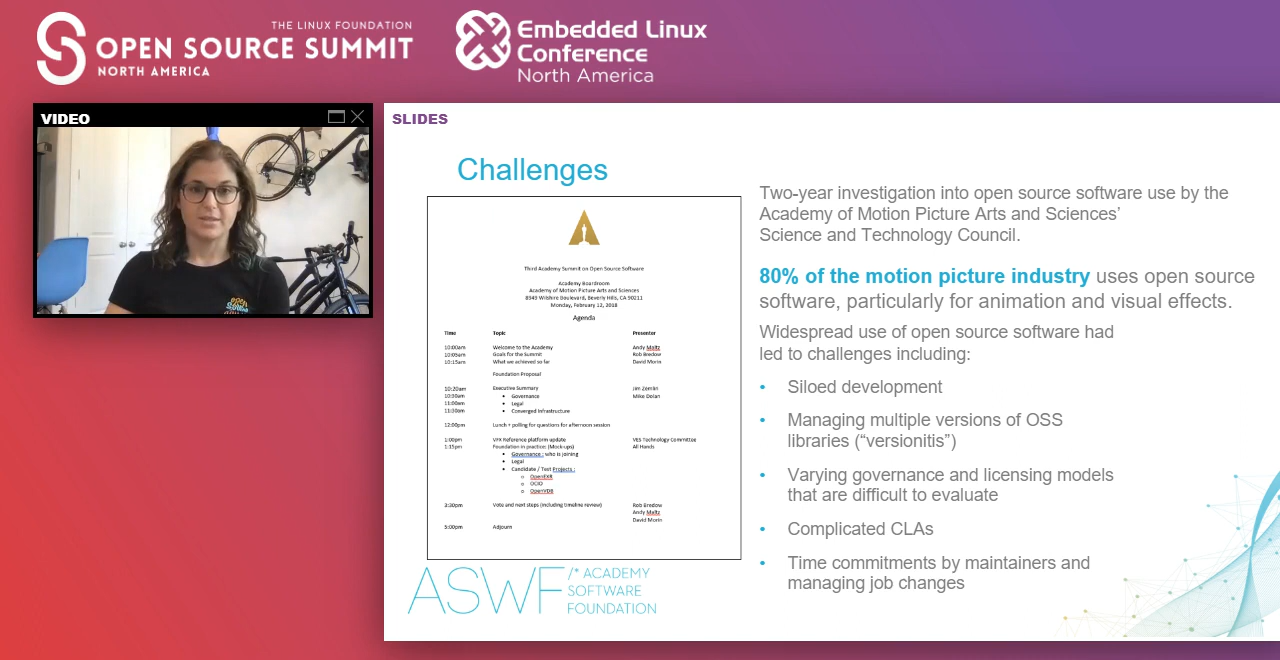 THE LINUX FOUNDATION
OPEN SOURCE SUMMIT
NORTH AMERICA
Embedded Linux
Conference
North America
VIDEO
SLIDES
Challenges
Third Academy Summit on Open Source Software
Academy Boardroom
Academy of Motion Picture Arts and Sciences
8949 Wilshire Boulevard, Beverly Hills, CA 90211
Monday, February 12, 2018
Agenda
Time Topic Presenter
10:00am Welcome to the Academy Andy Maltz
10:05am Goals for the Summit Rob Bredow
10:15am What we achieved so far David Morin
Foundation Proposal
10:20am Executive Summary Jim Zemlin
10:30am • Governance Mike Dolan
11:00am • Legal
11:30am • Converged Infrastructure
12:00pm Lunch + polling for questions for afternoon session
1:00pm VFX Reference platform update VES Technology Committee
1:15pm Foundation in practice: (Mock-ups) All Hands
• Governance : who is joining
• Legal
• Candidate / Test Projects :
o OpenEXR
o OCIO
o OpenVDB
3:30pm Vote and next steps (including timeline review) Rob Bredow
Andy Maltz
David Morin
5:00pm Adjourn
ASWF
/* ACADEMY
SOFTWARE
FOUNDATION
Two-year investigation into open source software use by the
Academy of Motion Picture Arts and Sciences’
Science and Technology Council.
80% of the motion picture industry uses open source
software, particularly for animation and visual effects.
Widespread use of open source software had
led to challenges including:
• Siloed development
• Managing multiple versions of OSS
libraries (“versionitis”)
• Varying governance and licensing models
that are difficult to evaluate
• Complicated CLAs
• Time commitments by maintainers and
managing job changes